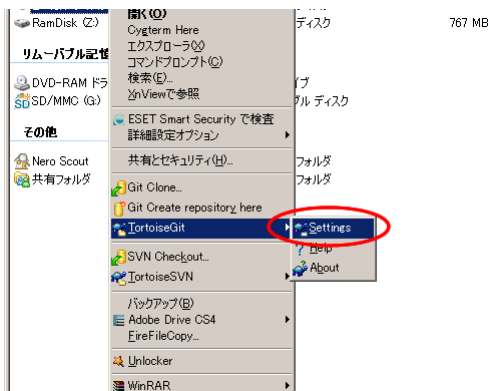 開く(O)
RamDisk (Z:)
ディスク
767 MB
Cygterm Here
エクスプローラ(X)
コマンドプロンプト(C)
検索(E)...
XnViewで参照
リムーバブル記憶
DVD-RAM ドラ
イブ
SD/MMC (G:)
ブル ディスク
ESET Smart Security で検査
詳細設定オプション
その他
共有とセキュリティ(H)...
Nero Scout
フォルダ
共有フォルダ
フォルダ
Git Clone...
Git Create repository here
TortoiseGit
Settings
Help
About
SVN Checkout...
TortoiseSVN
バックアップ(B)
Adobe Drive CS4
FireFileCopy...
Unlocker
WinRAR